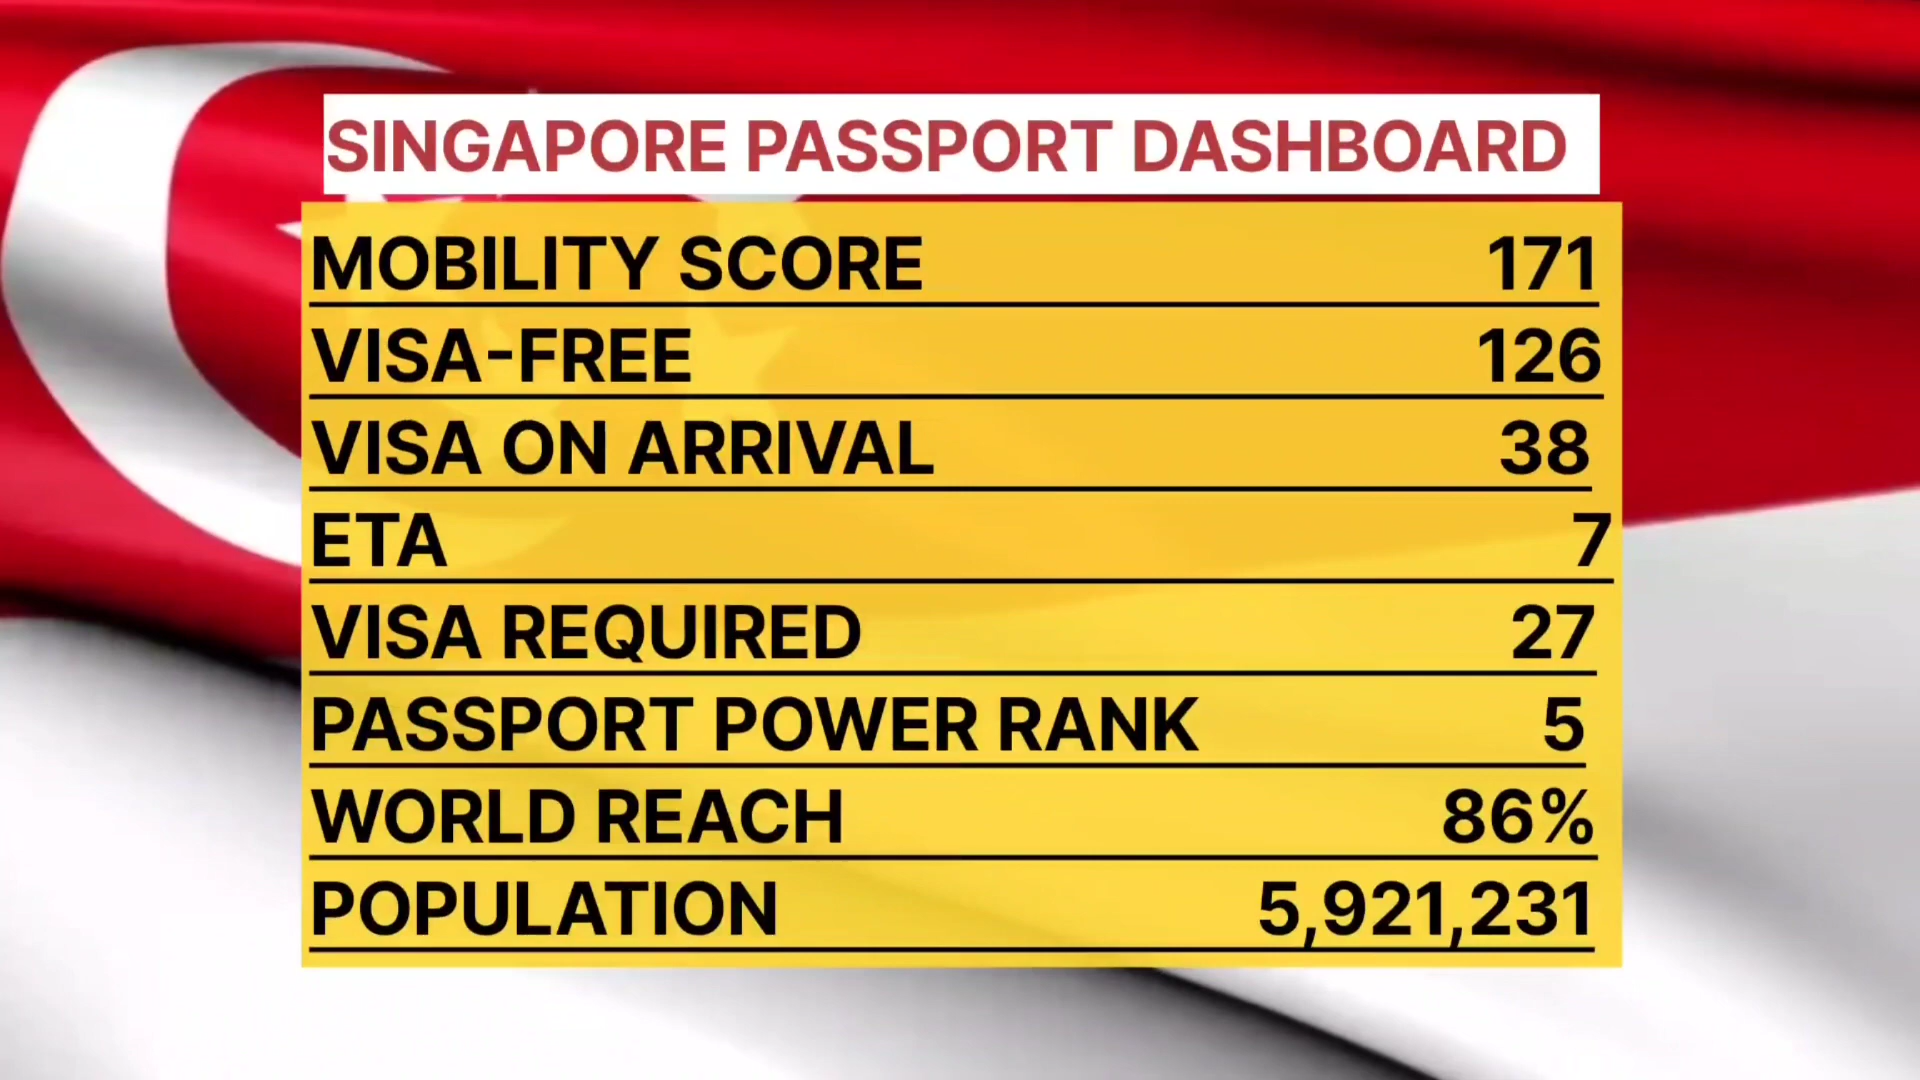 SINGAPORE PASSPORT DASHBOARD
MOBILITY SCORE 171
VISA-FREE 126
VISA ON ARRIVAL 38
ETA 7
VISA REQUIRED 27
PASSPORT POWER RANK 5
WORLD REACH 86%
POPULATION 5,921,231